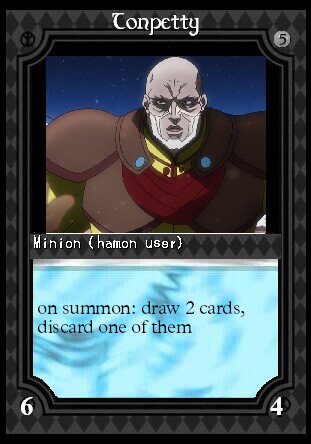 Tonpetty
5
Minion (hamon user)
on summon: draw 2 cards,
discard one of them
6
4